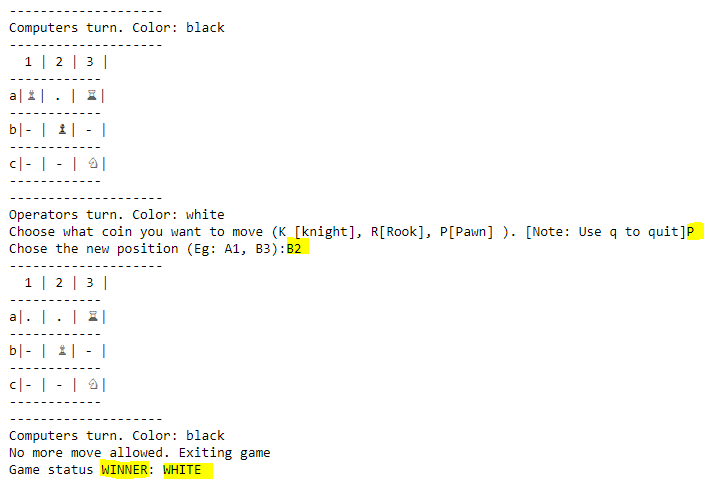 --------------------
Computers turn. Color: black
--------------------
1 | 2 | 3 |
------------
a|♗| . | ♖|
------------
b|- | ♟| - |
------------
c|- | - | ♘|
------------
--------------------
Operators turn. Color: white
Choose what coin you want to move (K [knight], R[Rook], P[Pawn] ). [Note: Use q to quit]P
Chose the new position (Eg: A1, B3):B2
--------------------
1 | 2 | 3 |
------------
a|. | . | ♖|
------------
b|- | ♗| - |
------------
c|- | - | ♘|
------------
--------------------
Computers turn. Color: black
No more move allowed. Exiting game
Game status WINNER: WHITE